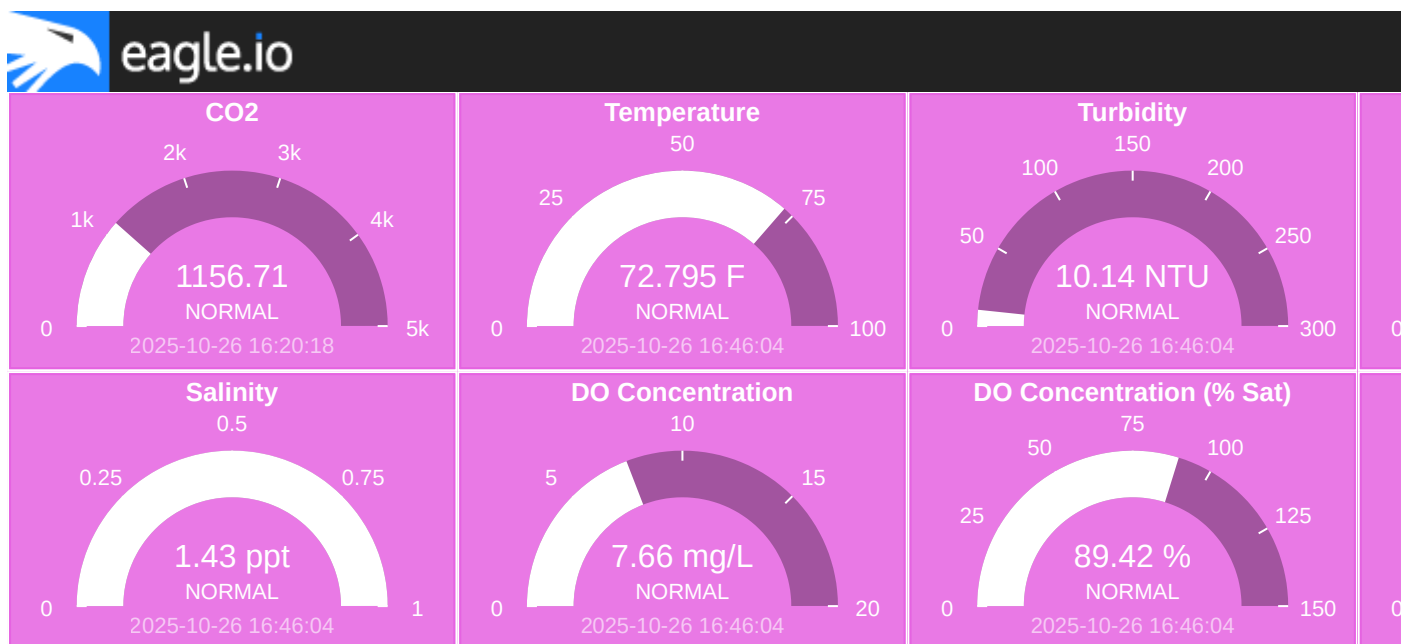 eagle.io
CO2
2k 3k
1k 4k
1156.71
NORMAL
0 5k
2025-10-26 16:20:18
Temperature
50
25 75
72.795 F
NORMAL
0 100
2025-10-26 16:46:04
Turbidity
150
100 200
50 250
10.14 NTU
NORMAL
0 300
2025-10-26 16:46:04
0
Salinity
0.5
0.25 0.75
1.43 ppt
NORMAL
0 1
2025-10-26 16:46:04
DO Concentration
10
5 15
7.66 mg/L
NORMAL
0 20
2025-10-26 16:46:04
DO Concentration (% Sat)
75
50 100
25 125
89.42 %
NORMAL
0 150
2025-10-26 16:46:04
0